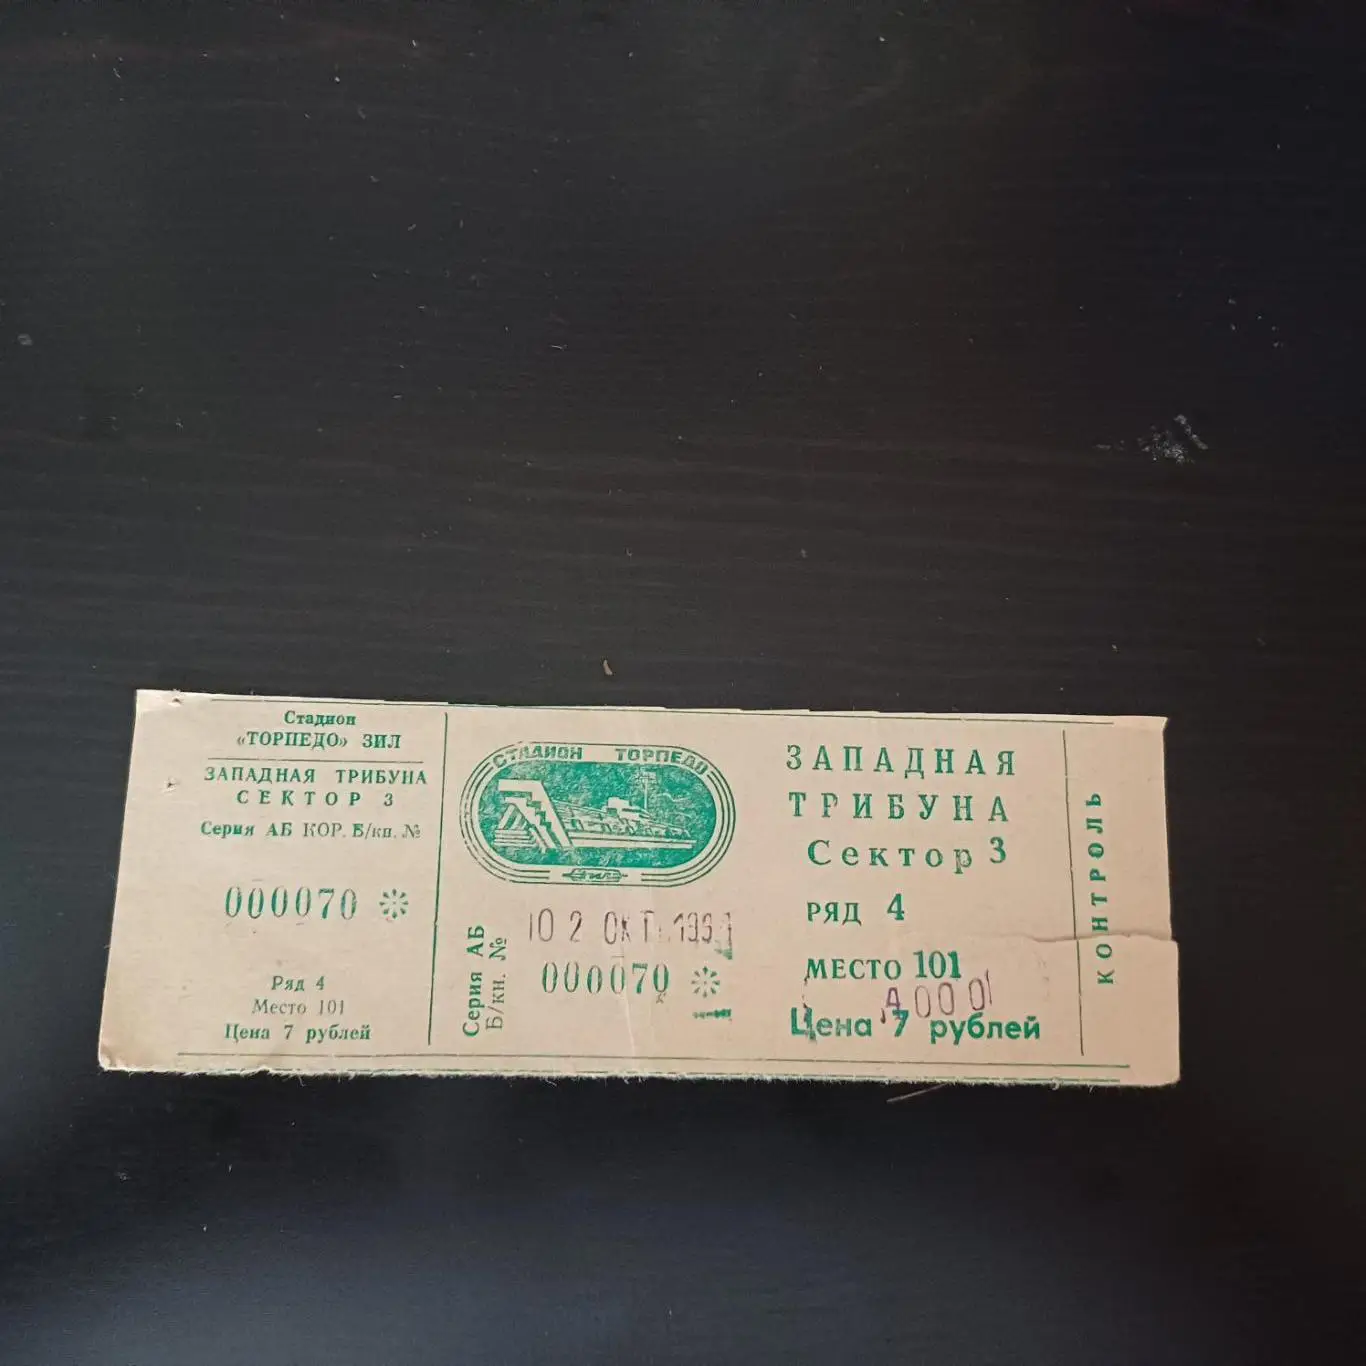 Стадион
«ТОРПЕДО» ЗИЛ
ЗАПАДНАЯ ТРИБУНА
СЕКТОР 3
Серия АБ КОР. Б/кн. №
000070
Ряд 4
Место 101
Цена 7 рублей
СТАДИОН ТОРПЕДО
ЗИЛ
02 ОКТ
Серия АБ
Б/кн. №
000070
ЗАПАДНАЯ
ТРИБУНА
Сектор 3
РЯД 4
МЕСТО 101
Цена 7 рублей
КОНТРОЛЬ